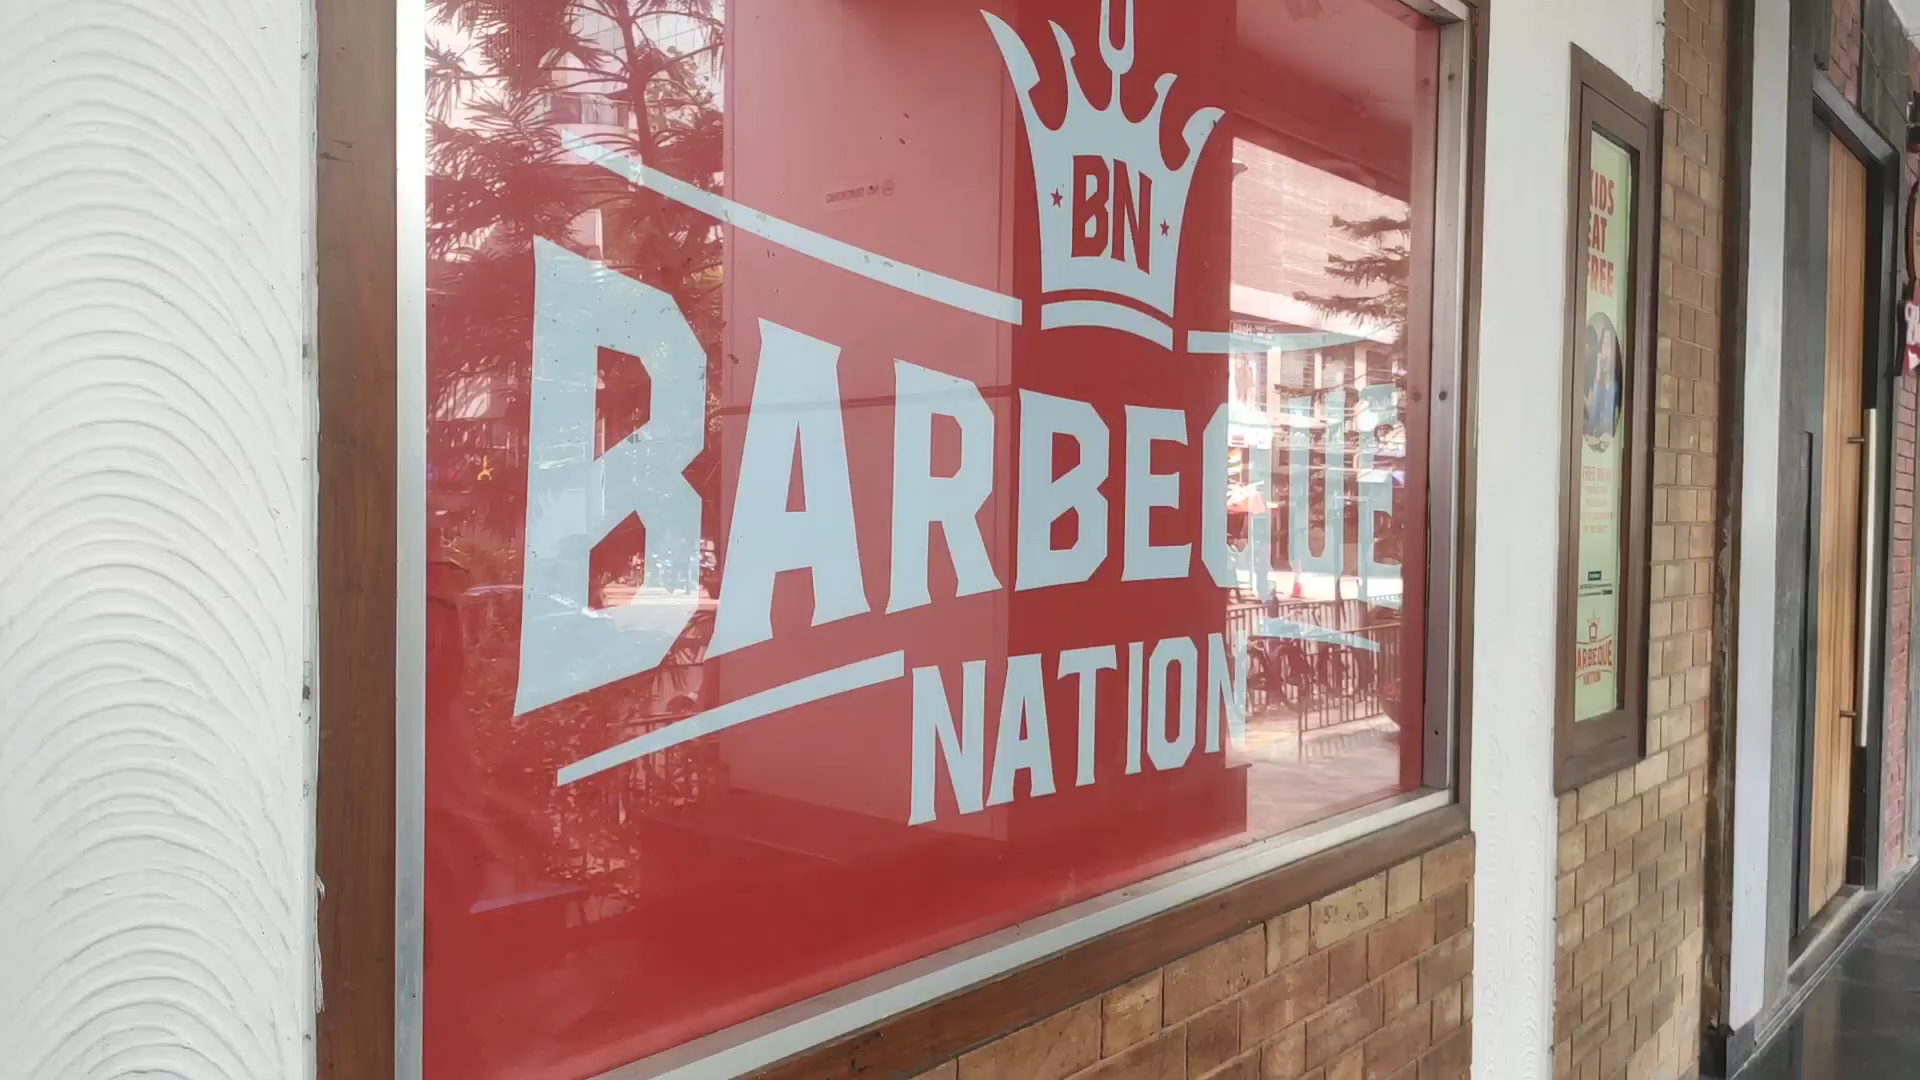 BN
BARBEQUE
NATION
KIDS
EAT
FREE
BARBEQUE
NATION